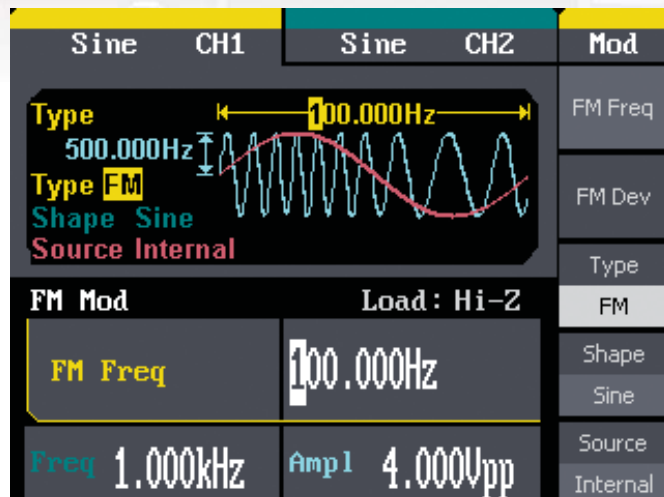 Sine CH1 Sine CH2 Mod
Type 100.000Hz
500.000Hz
Type FM
Shape Sine
Source Internal
FM Mod Load: Hi-Z
FM Freq 100.000Hz
Freq 1.000kHz Ampl 4.000Vpp
FM Freq
FM Dev
Type
FM
Shape
Sine
Source
Internal